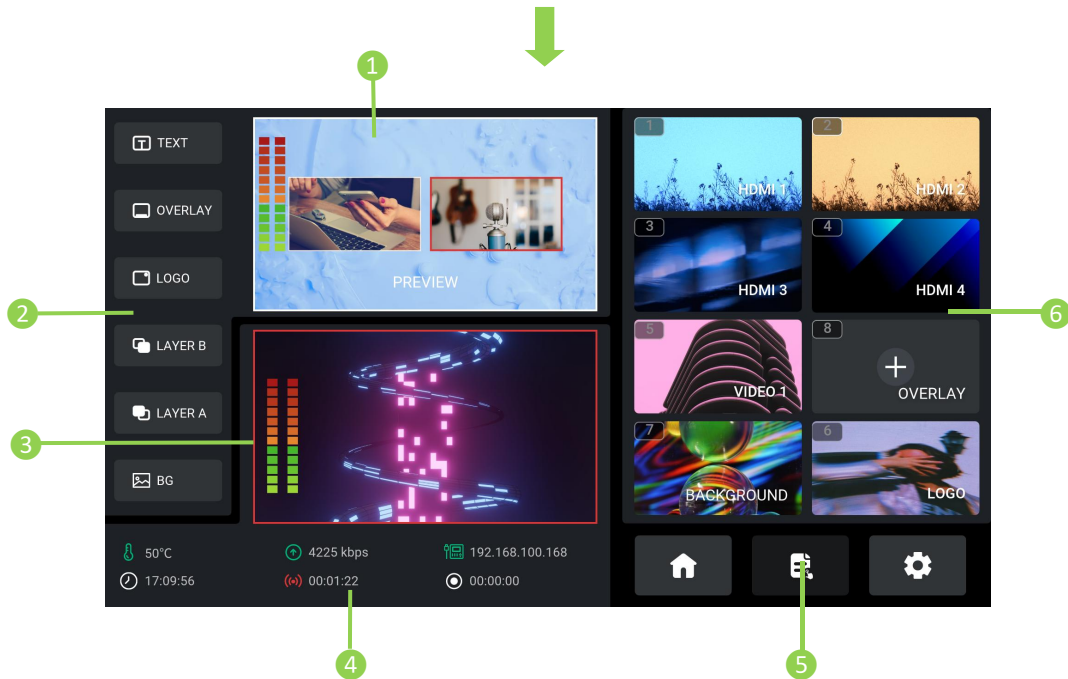 1
TEXT
OVERLAY
LOGO
2
LAYER B
LAYER A
3
BG
PREVIEW
50°C
4225 kbps
192.168.100.168
17:09:56
00:01:22
00:00:00
4
1
HDMI 1
2
HDMI 2
3
HDMI 3
4
HDMI 4
6
5
VIDEO 1
8
OVERLAY
7
BACKGROUND
6
LOGO
5